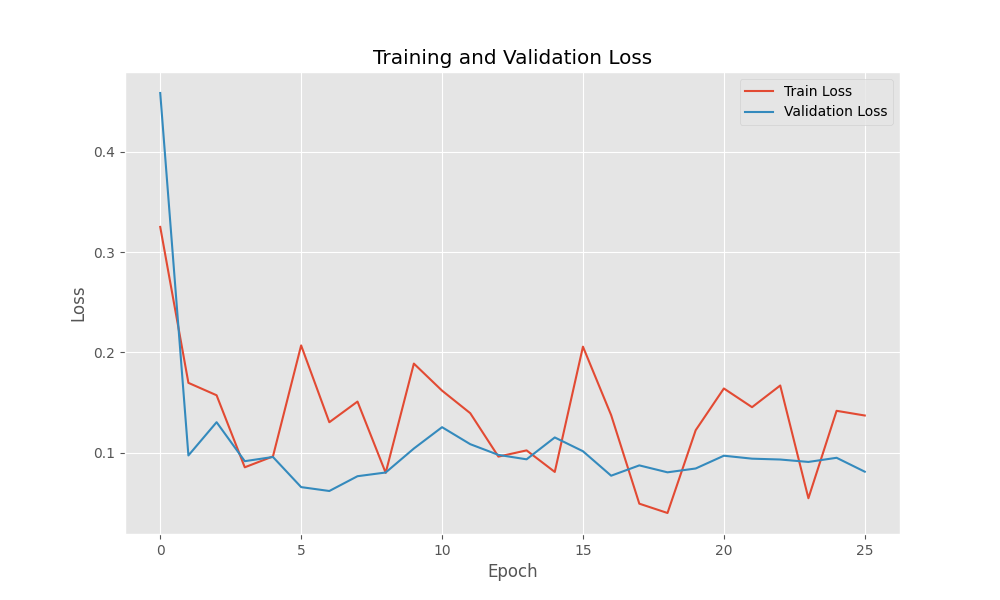 Training and Validation Loss
Train Loss
Validation Loss
0.4
0.3
0.2
0.1
Loss
0 5 10 15 20 25
Epoch